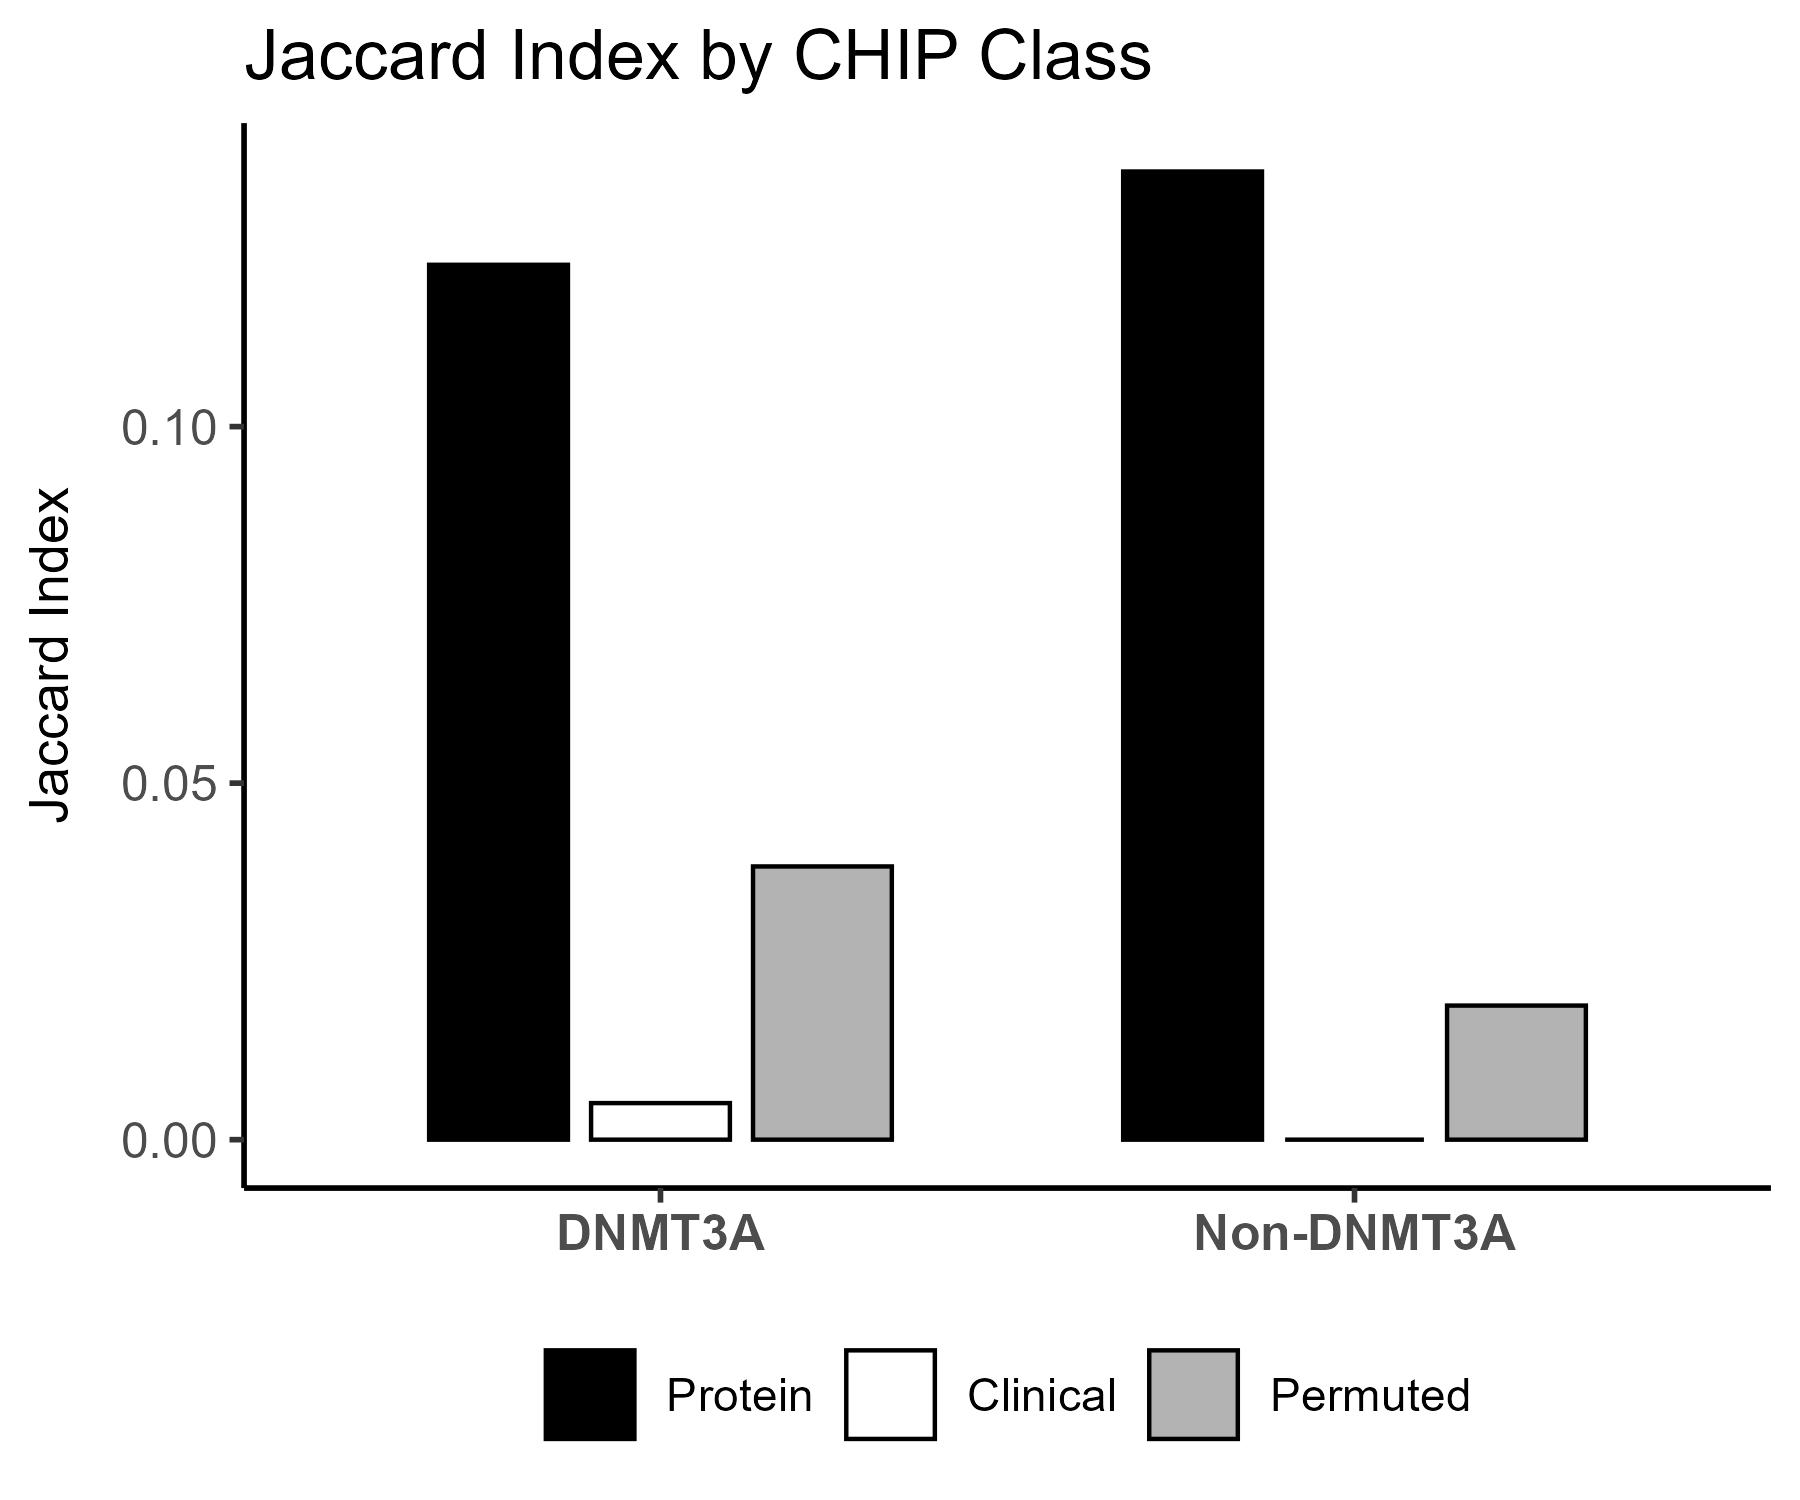 Jaccard Index by CHIP Class
Jaccard Index
0.10
0.05
0.00
DNMT3A Non-DNMT3A
Protein Clinical Permuted